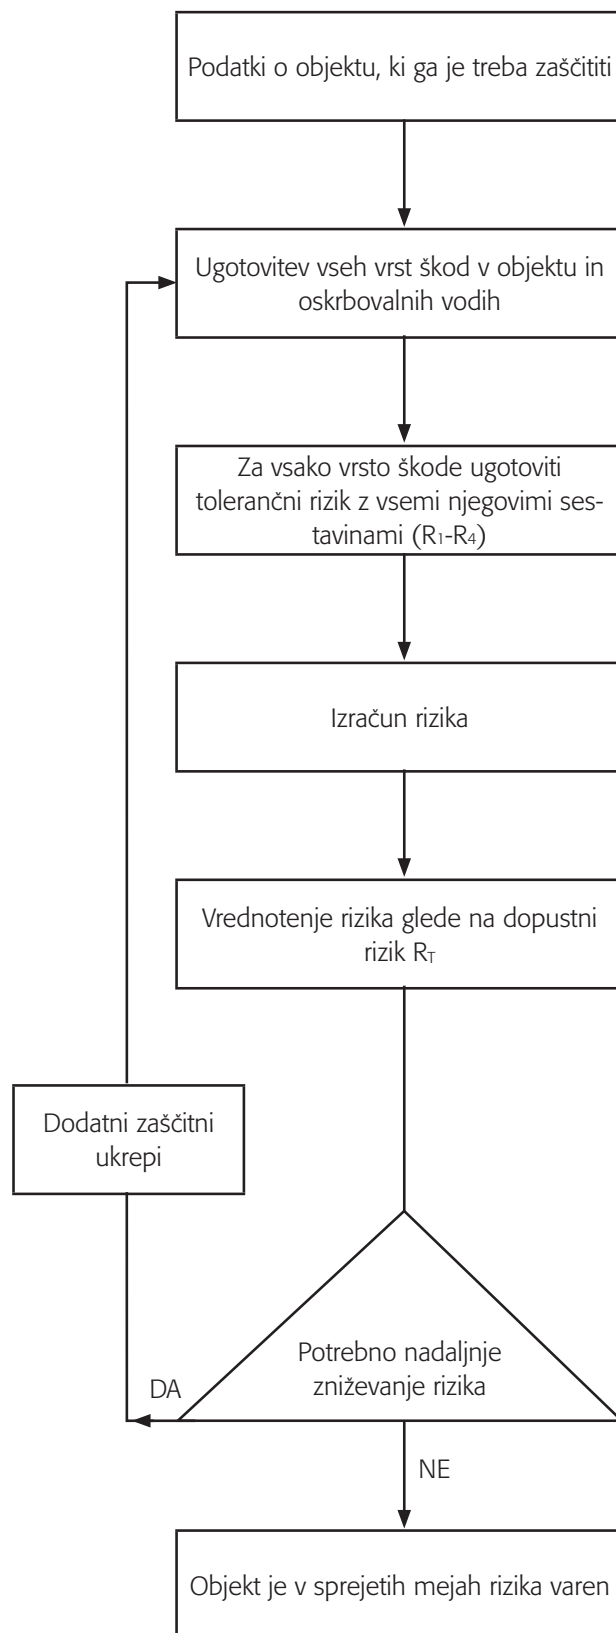 Podatki o objektu, ki ga je treba zaščititi
Ugotovitev vseh vrst škod v objektu in
oskrbovalnih vodih
Za vsako vrsto škode ugotoviti
tolerančni rizik z vsemi njegovimi ses-
tavinami (R₁-R₄)
Izračun rizika
Vrednotenje rizika glede na dopustni
rizik R_T
Dodatni zaščitni
ukrepi
Potrebno nadaljnje
zniževanje rizika
DA
NE
Objekt je v sprejetih mejah rizika varen